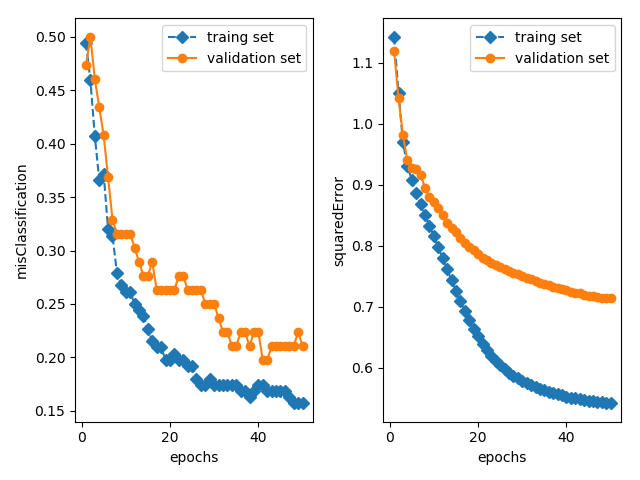 0.50
0.45
0.40
0.35
0.30
0.25
0.20
0.15
misClassification
0
20
40
epochs
traing set
validation set
1.1
1.0
0.9
0.8
0.7
0.6
squaredError
0
20
40
epochs
traing set
validation set